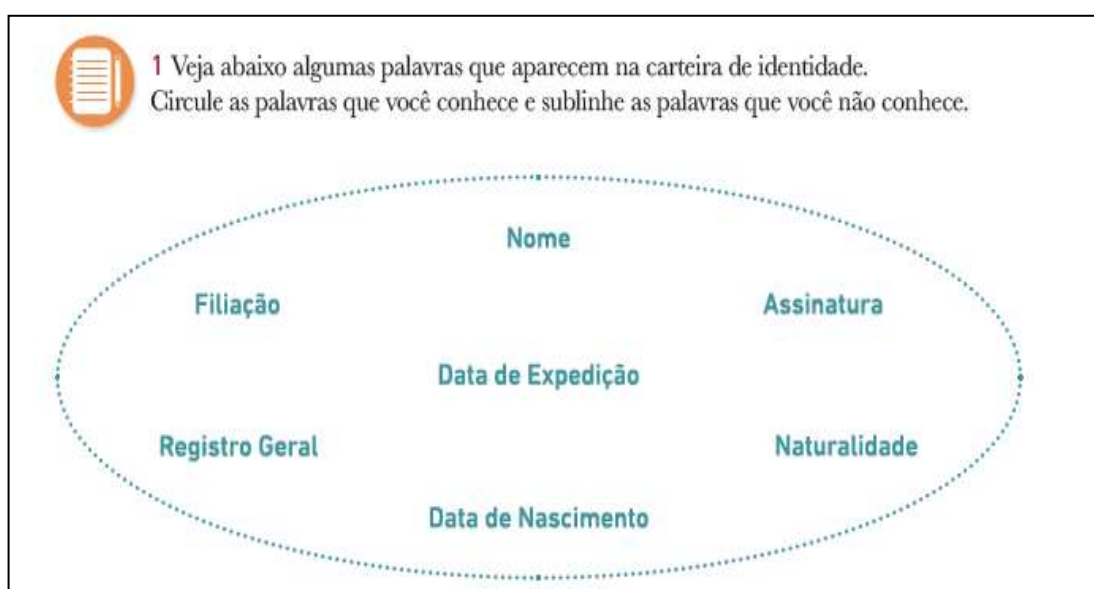 1 Veja abaixo algumas palavras que aparecem na carteira de identidade.
Circule as palavras que você conhece e sublinhe as palavras que você não conhece.
Nome
Filiação
Assinatura
Data de Expedição
Registro Geral
Naturalidade
Data de Nascimento